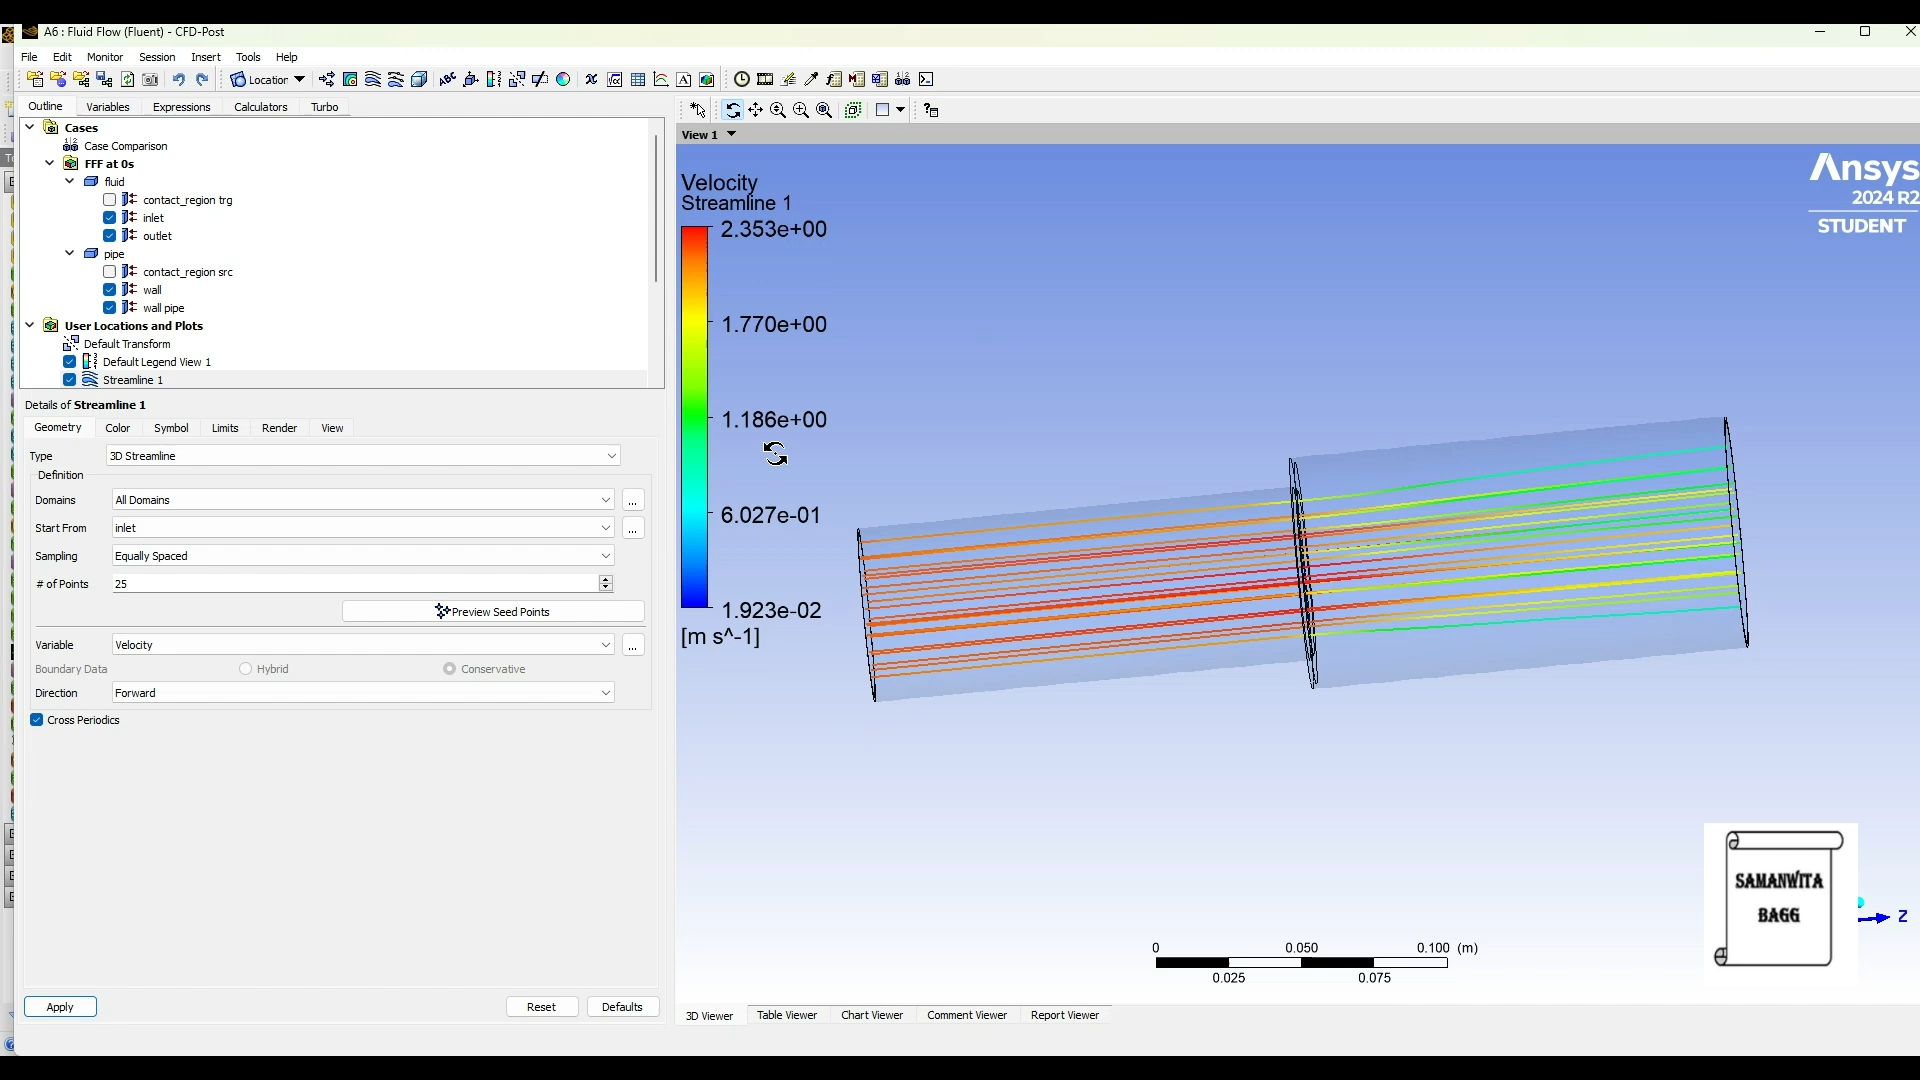 A6 : Fluid Flow (Fluent) - CFD-Post
File Edit Monitor Session Insert Tools Help
Location
Outline Variables Expressions Calculators Turbo
View 1
Cases
Case Comparison
FFF at 0s
fluid
contact_region trg
inlet
outlet
pipe
contact_region src
wall
wall pipe
User Locations and Plots
Default Transform
Default Legend View 1
Streamline 1
Details of Streamline 1
Geometry Color Symbol Limits Render View
Type 3D Streamline
Definition
Domains All Domains ...
Start From inlet ...
Sampling Equally Spaced
# of Points 25
Preview Seed Points
Variable Velocity ...
Boundary Data Hybrid Conservative
Direction Forward
Cross Periodics
Apply Reset Defaults
Velocity
Streamline 1
2.353e+00
1.770e+00
1.186e+00
6.027e-01
1.923e-02
[m s^-1]
Ansys
2024 R2
STUDENT
SAMANWITA
BAGG
Z
0 0.050 0.100 (m)
0.025 0.075
3D Viewer Table Viewer Chart Viewer Comment Viewer Report Viewer